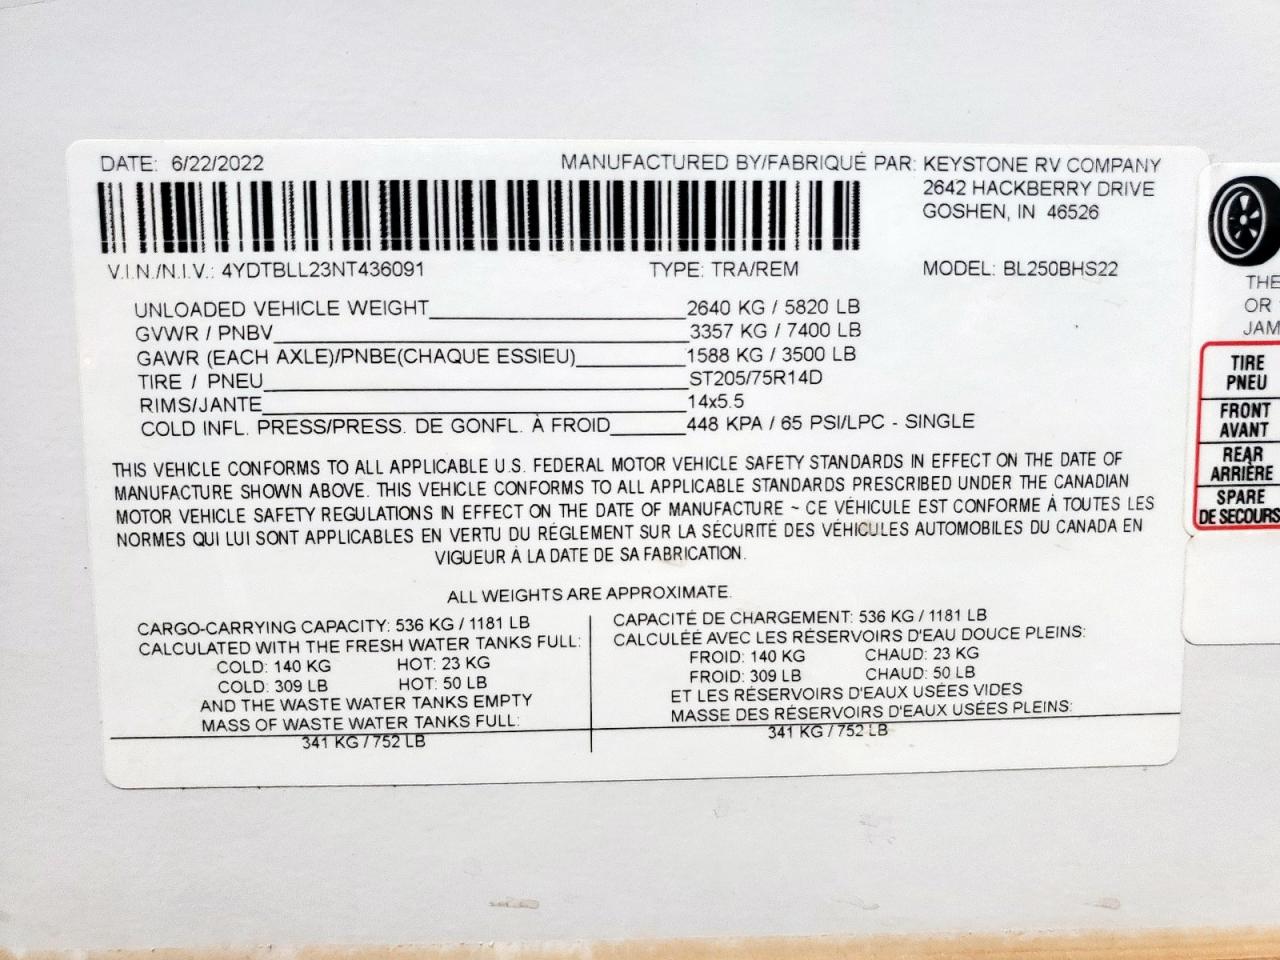 DATE: 6/22/2022
MANUFACTURED BY/FABRIQUÉ PAR: KEYSTONE RV COMPANY
2642 HACKBERRY DRIVE
GOSHEN, IN 46526
V.I.N./N.I.V.: 4YDTBLL23NT436091 TYPE: TRA/REM MODEL: BL250BHS22
UNLOADED VEHICLE WEIGHT 2640 KG / 5820 LB
GVWR / PNBV 3357 KG / 7400 LB
GAWR (EACH AXLE)/PNBE(CHAQUE ESSIEU) 1588 KG / 3500 LB
TIRE / PNEU ST205/75R14D
RIMS/JANTE 14x5.5
COLD INFL. PRESS/PRESS. DE GONFL. À FROID 448 KPA / 65 PSI/LPC - SINGLE
THIS VEHICLE CONFORMS TO ALL APPLICABLE U.S. FEDERAL MOTOR VEHICLE SAFETY STANDARDS IN EFFECT ON THE DATE OF
MANUFACTURE SHOWN ABOVE. THIS VEHICLE CONFORMS TO ALL APPLICABLE STANDARDS PRESCRIBED UNDER THE CANADIAN
MOTOR VEHICLE SAFETY REGULATIONS IN EFFECT ON THE DATE OF MANUFACTURE ~ CE VÉHICULE EST CONFORME À TOUTES LES
NORMES QUI LUI SONT APPLICABLES EN VERTU DU RÉGLEMENT SUR LA SÉCURITÉ DES VÉHICULES AUTOMOBILES DU CANADA EN
VIGUEUR À LA DATE DE SA FABRICATION.
ALL WEIGHTS ARE APPROXIMATE.
CARGO-CARRYING CAPACITY: 536 KG / 1181 LB
CALCULATED WITH THE FRESH WATER TANKS FULL:
COLD: 140 KG HOT: 23 KG
COLD: 309 LB HOT: 50 LB
AND THE WASTE WATER TANKS EMPTY
MASS OF WASTE WATER TANKS FULL:
341 KG / 752 LB
CAPACITÉ DE CHARGEMENT: 536 KG / 1181 LB
CALCULÉE AVEC LES RÉSERVOIRS D'EAU DOUCE PLEINS:
FROID: 140 KG CHAUD: 23 KG
FROID: 309 LB CHAUD: 50 LB
ET LES RÉSERVOIRS D'EAUX USÉES VIDES
MASSE DES RÉSERVOIRS D'EAUX USÉES PLEINS:
341 KG / 752 LB
THE
OR
JAM
TIRE
PNEU
FRONT
AVANT
REAR
ARRIÈRE
SPARE
DE SECOURS